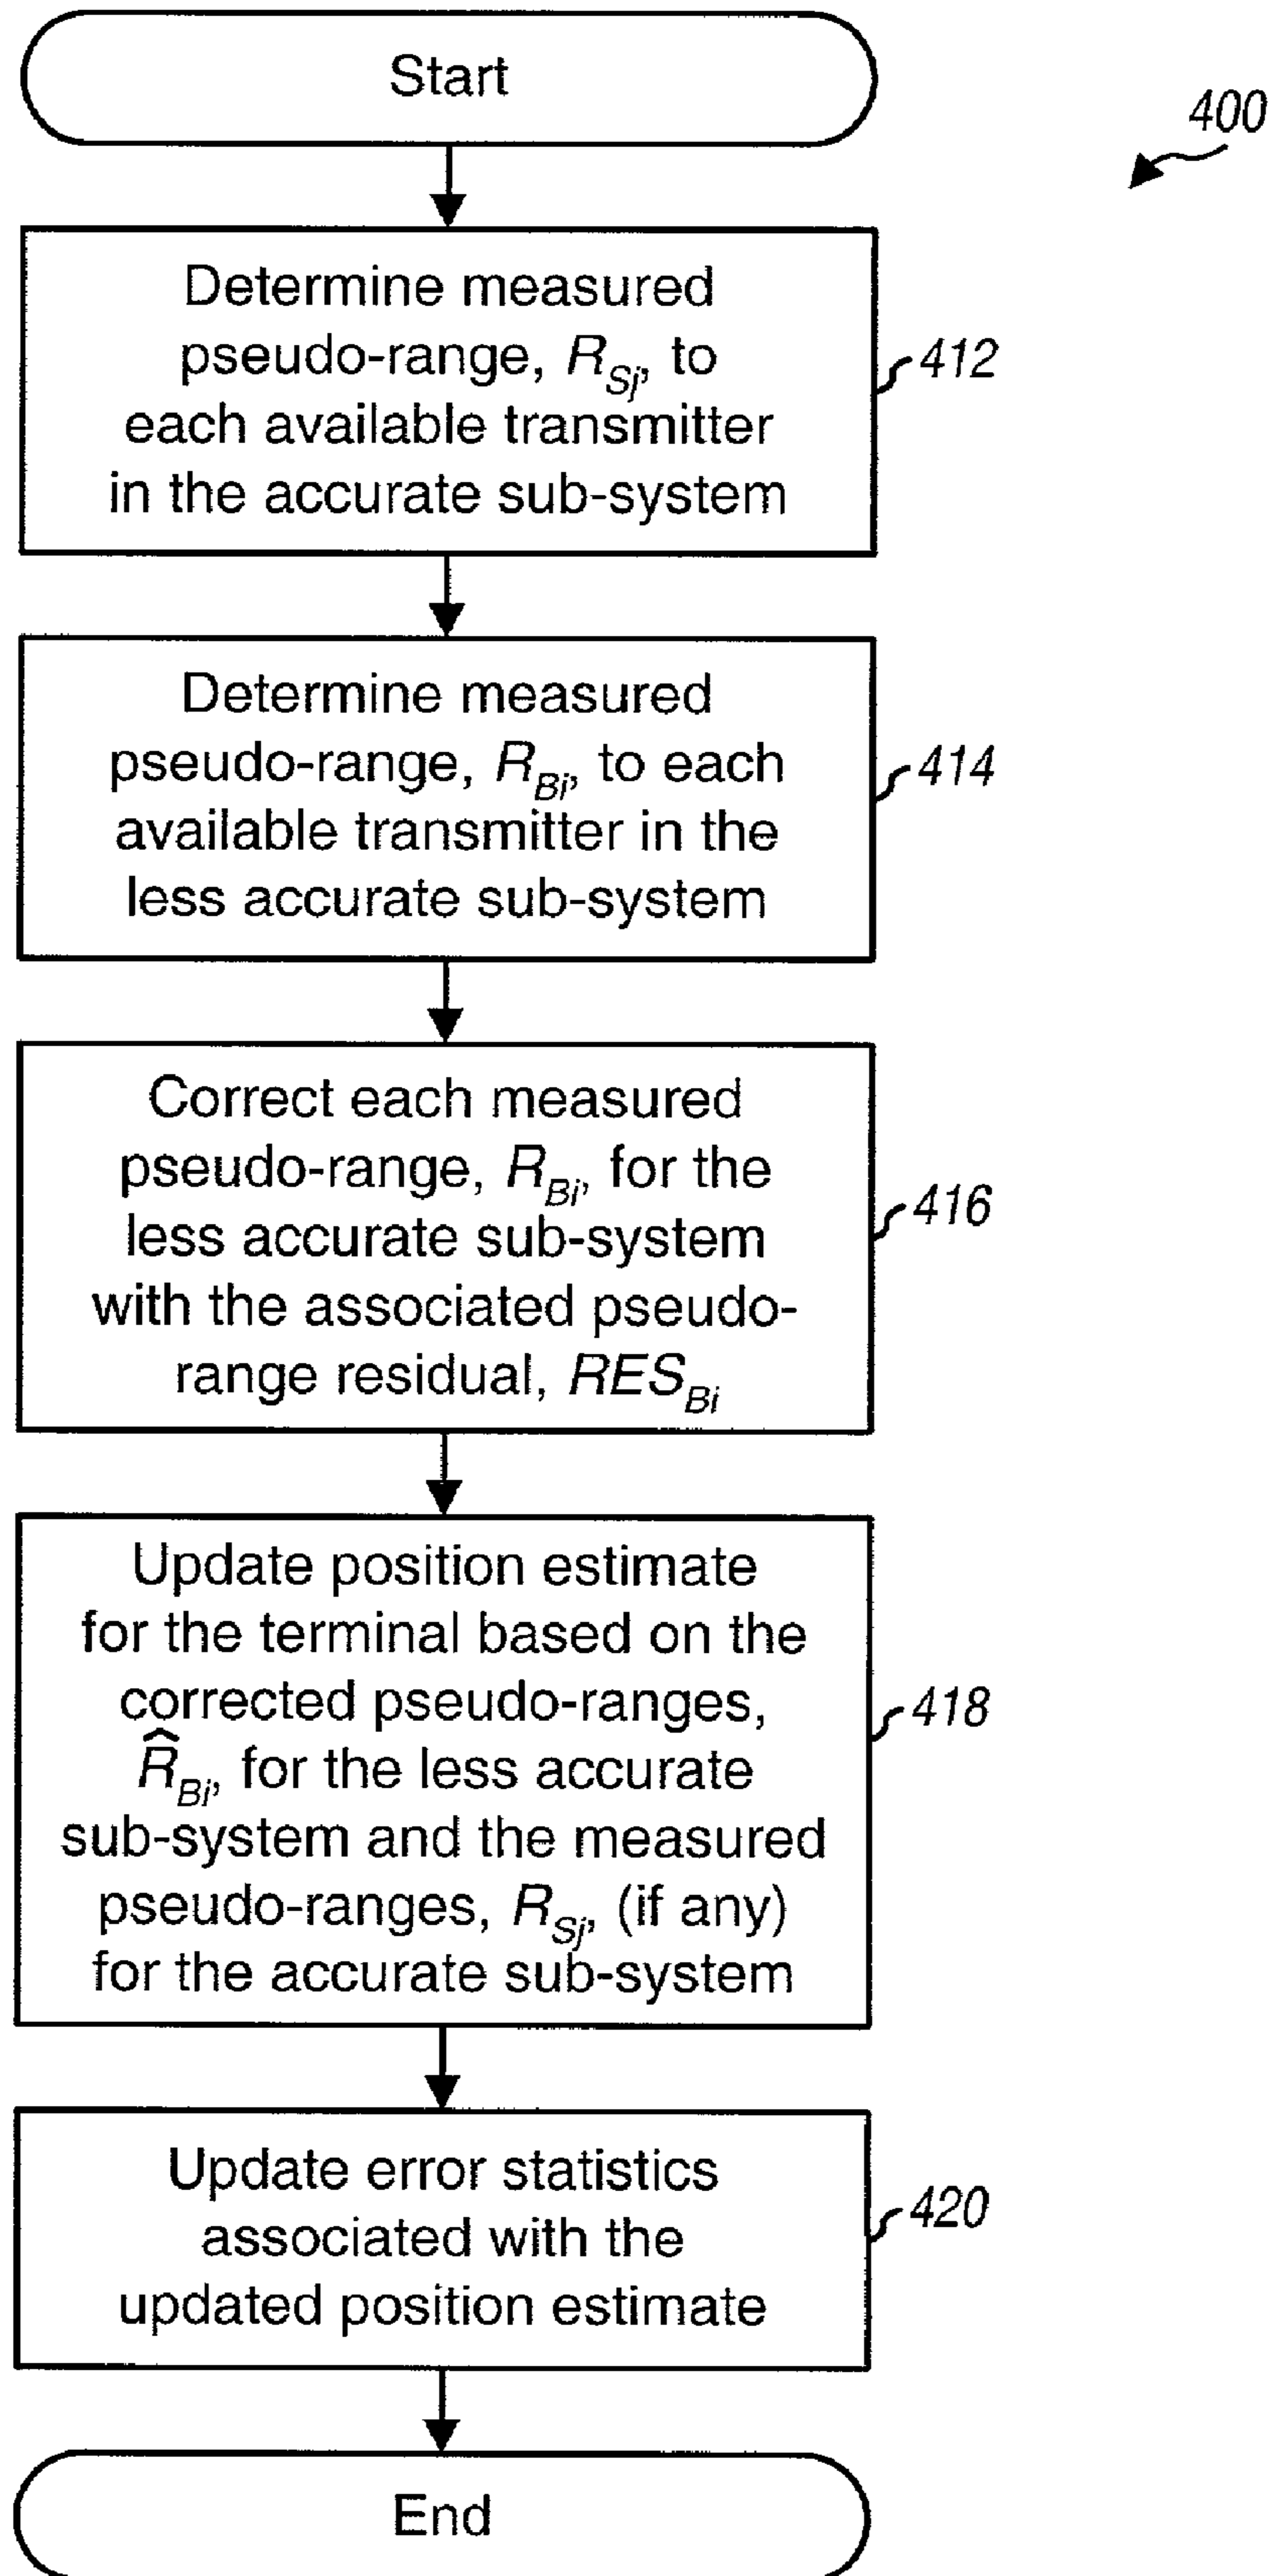 Start
400
Determine measured
pseudo-range, R_Sj, to
each available transmitter
in the accurate sub-system
412
Determine measured
pseudo-range, R_Bi, to each
available transmitter in the
less accurate sub-system
414
Correct each measured
pseudo-range, R_Bi, for the
less accurate sub-system
with the associated pseudo-
range residual, RES_Bi
416
Update position estimate
for the terminal based on the
corrected pseudo-ranges,
R̂_Bi, for the less accurate
sub-system and the measured
pseudo-ranges, R_Sj, (if any)
for the accurate sub-system
418
Update error statistics
associated with the
updated position estimate
420
End